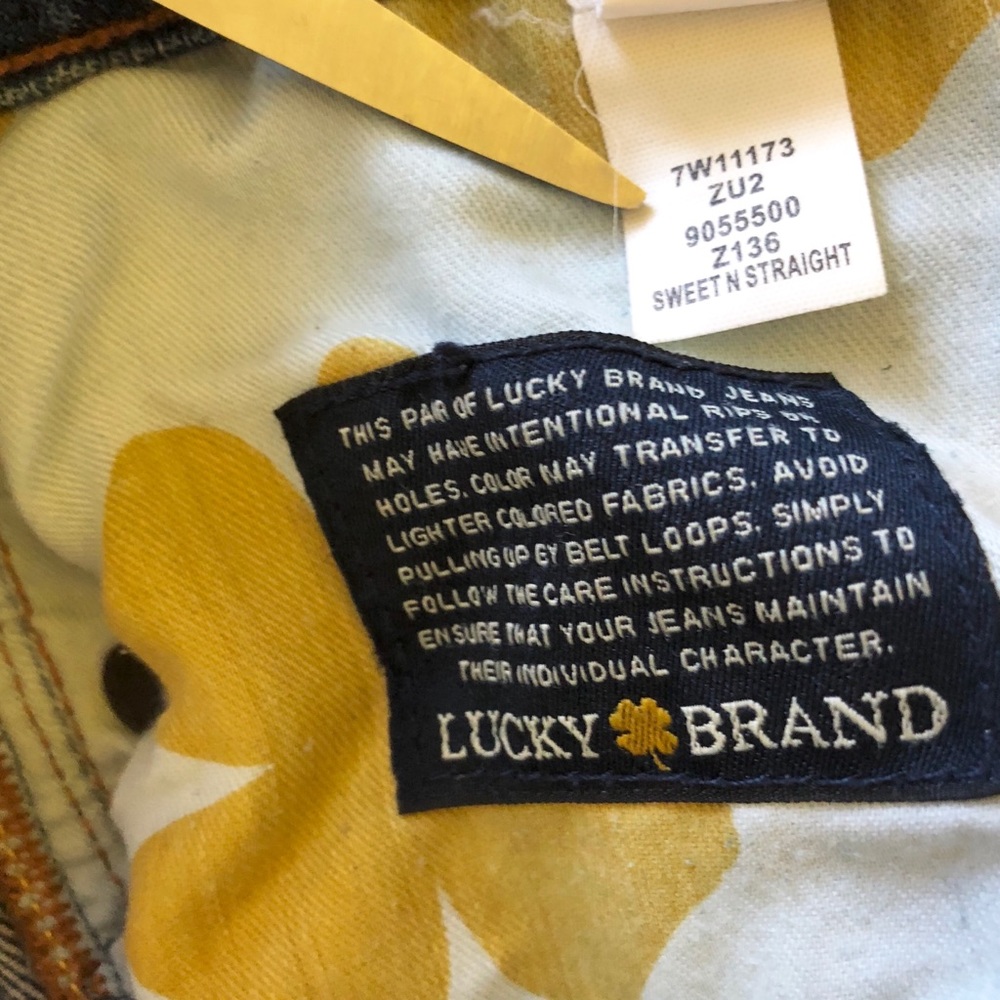 7W11173
ZU2
9055500
Z136
SWEET N STRAIGHT
THIS PAIR OF LUCKY BRAND JEANS
MAY HAVE INTENTIONAL RIPS OR
HOLES. COLOR MAY TRANSFER TO
LIGHTER COLORED FABRICS. AVOID
PULLING UP BY BELT LOOPS. SIMPLY
FOLLOW THE CARE INSTRUCTIONS TO
ENSURE THAT YOUR JEANS MAINTAIN
THEIR INDIVIDUAL CHARACTER.
LUCKY BRAND